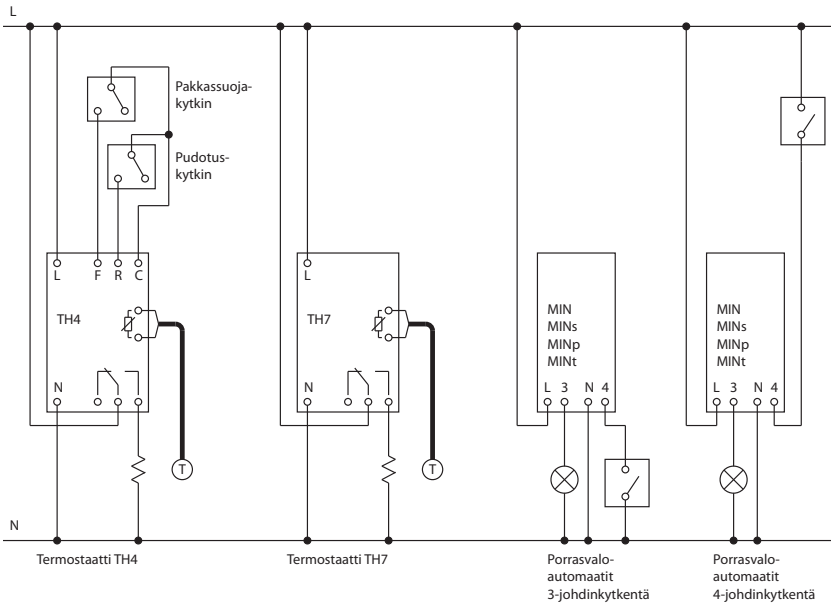 L
Pakkassuoja-
kytkin
Pudotus-
kytkin
L F R C
TH4
N
T
L
TH7
N
T
MIN
MINs
MINp
MINt
L 3 N 4
MIN
MINs
MINp
MINt
L 3 N 4
N
Termostaatti TH4
Termostaatti TH7
Porrasvalo-
automaatit
3-johdinkytkentä
Porrasvalo-
automaatit
4-johdinkytkentä